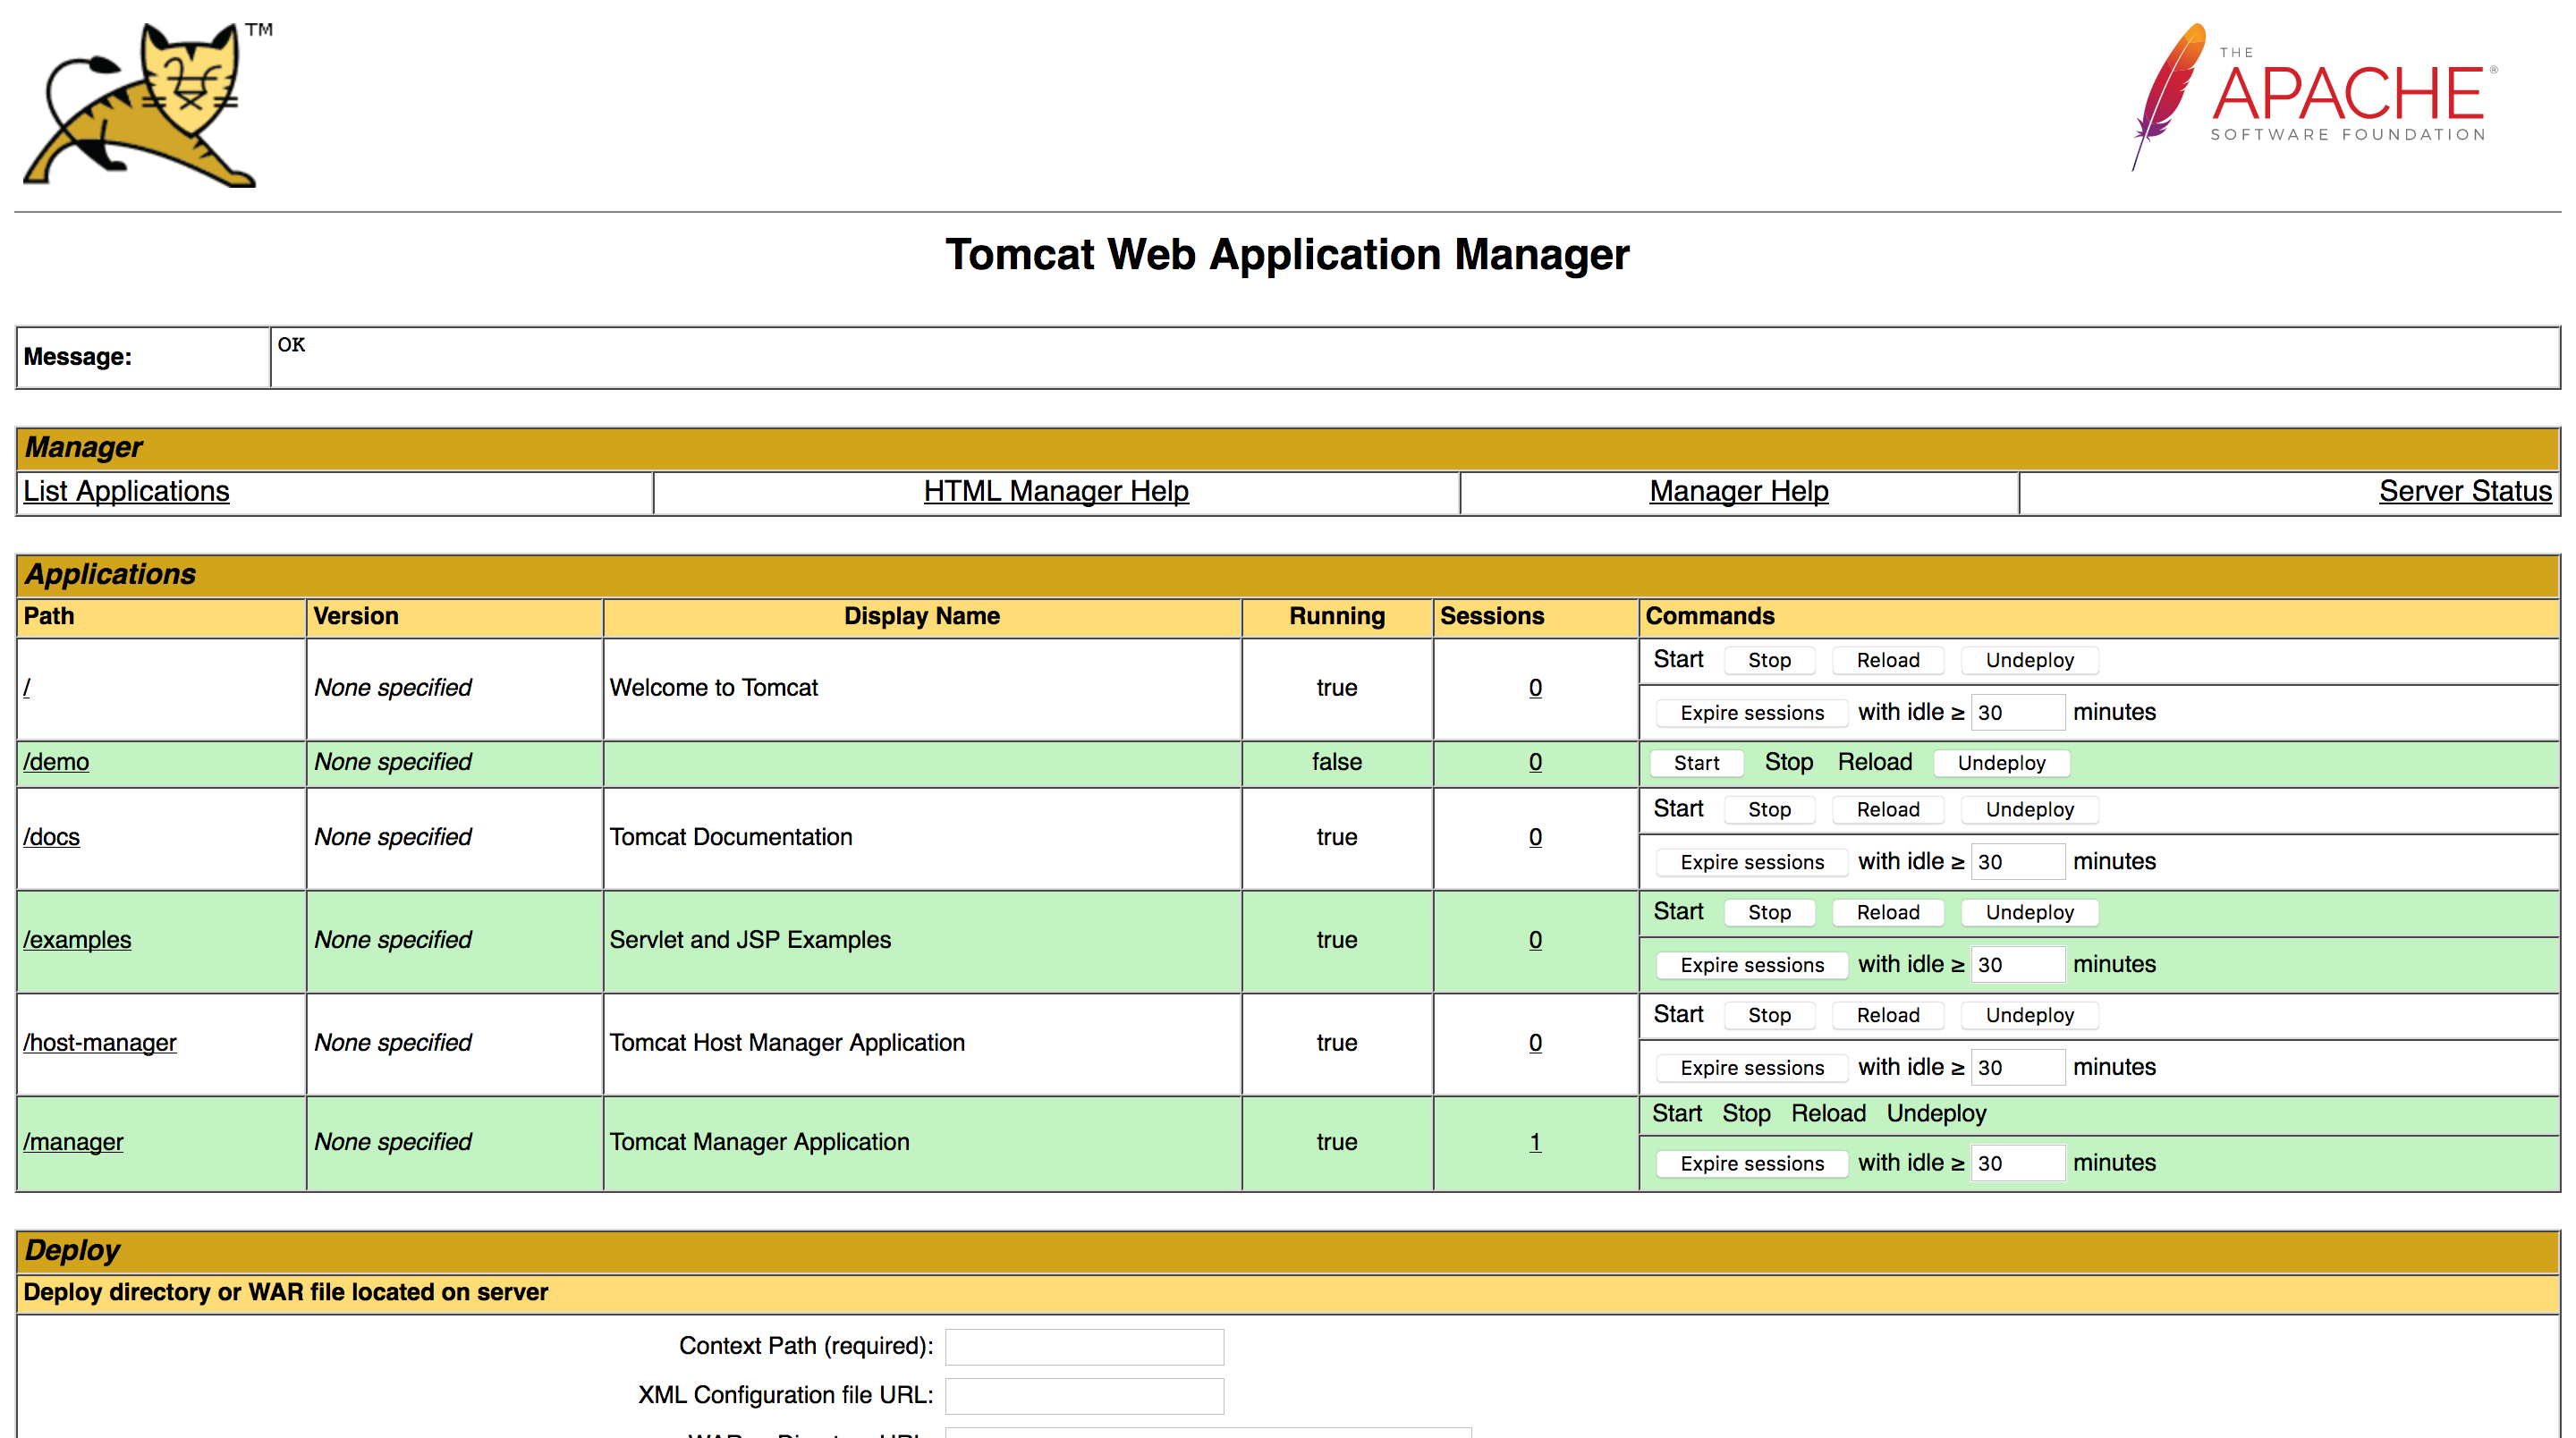 TM
THE
APACHE®
SOFTWARE FOUNDATION
Tomcat Web Application Manager
Message: OK
Manager
List Applications HTML Manager Help Manager Help Server Status
Applications
Path Version Display Name Running Sessions Commands
/ None specified Welcome to Tomcat true 0 Start Stop Reload Undeploy
Expire sessions with idle ≥ 30 minutes
/demo None specified false 0 Start Stop Reload Undeploy
/docs None specified Tomcat Documentation true 0 Start Stop Reload Undeploy
Expire sessions with idle ≥ 30 minutes
/examples None specified Servlet and JSP Examples true 0 Start Stop Reload Undeploy
Expire sessions with idle ≥ 30 minutes
/host-manager None specified Tomcat Host Manager Application true 0 Start Stop Reload Undeploy
Expire sessions with idle ≥ 30 minutes
/manager None specified Tomcat Manager Application true 1 Start Stop Reload Undeploy
Expire sessions with idle ≥ 30 minutes
Deploy
Deploy directory or WAR file located on server
Context Path (required):
XML Configuration file URL: